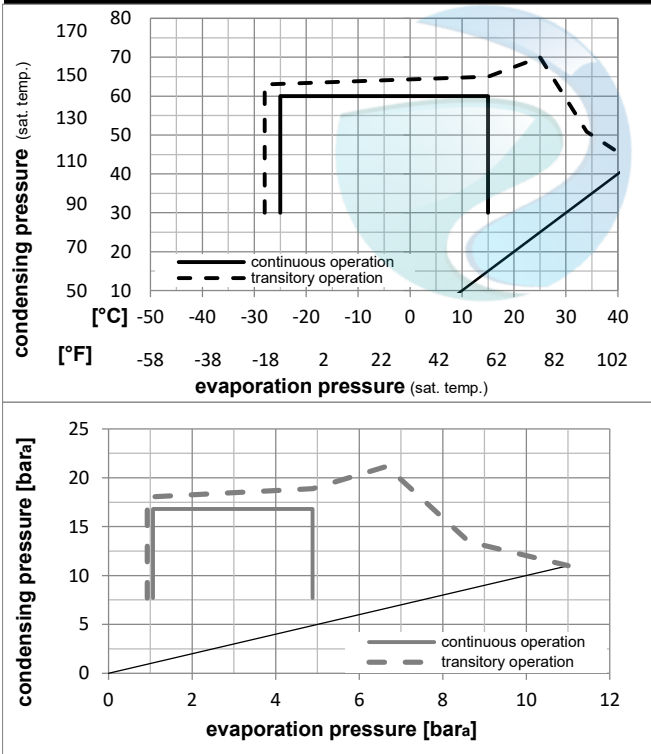 condensing pressure (sat. temp.)
170 80
70
150 60
130 50
110 40
90 30
70 20
50 10
continuous operation
transitory operation
[°C] -50 -40 -30 -20 -10 0 10 20 30 40
[°F] -58 -38 -18 2 22 42 62 82 102
evaporation pressure (sat. temp.)
condensing pressure [bara]
25
20
15
10
5
0
continuous operation
transitory operation
0 2 4 6 8 10 12
evaporation pressure [bara]